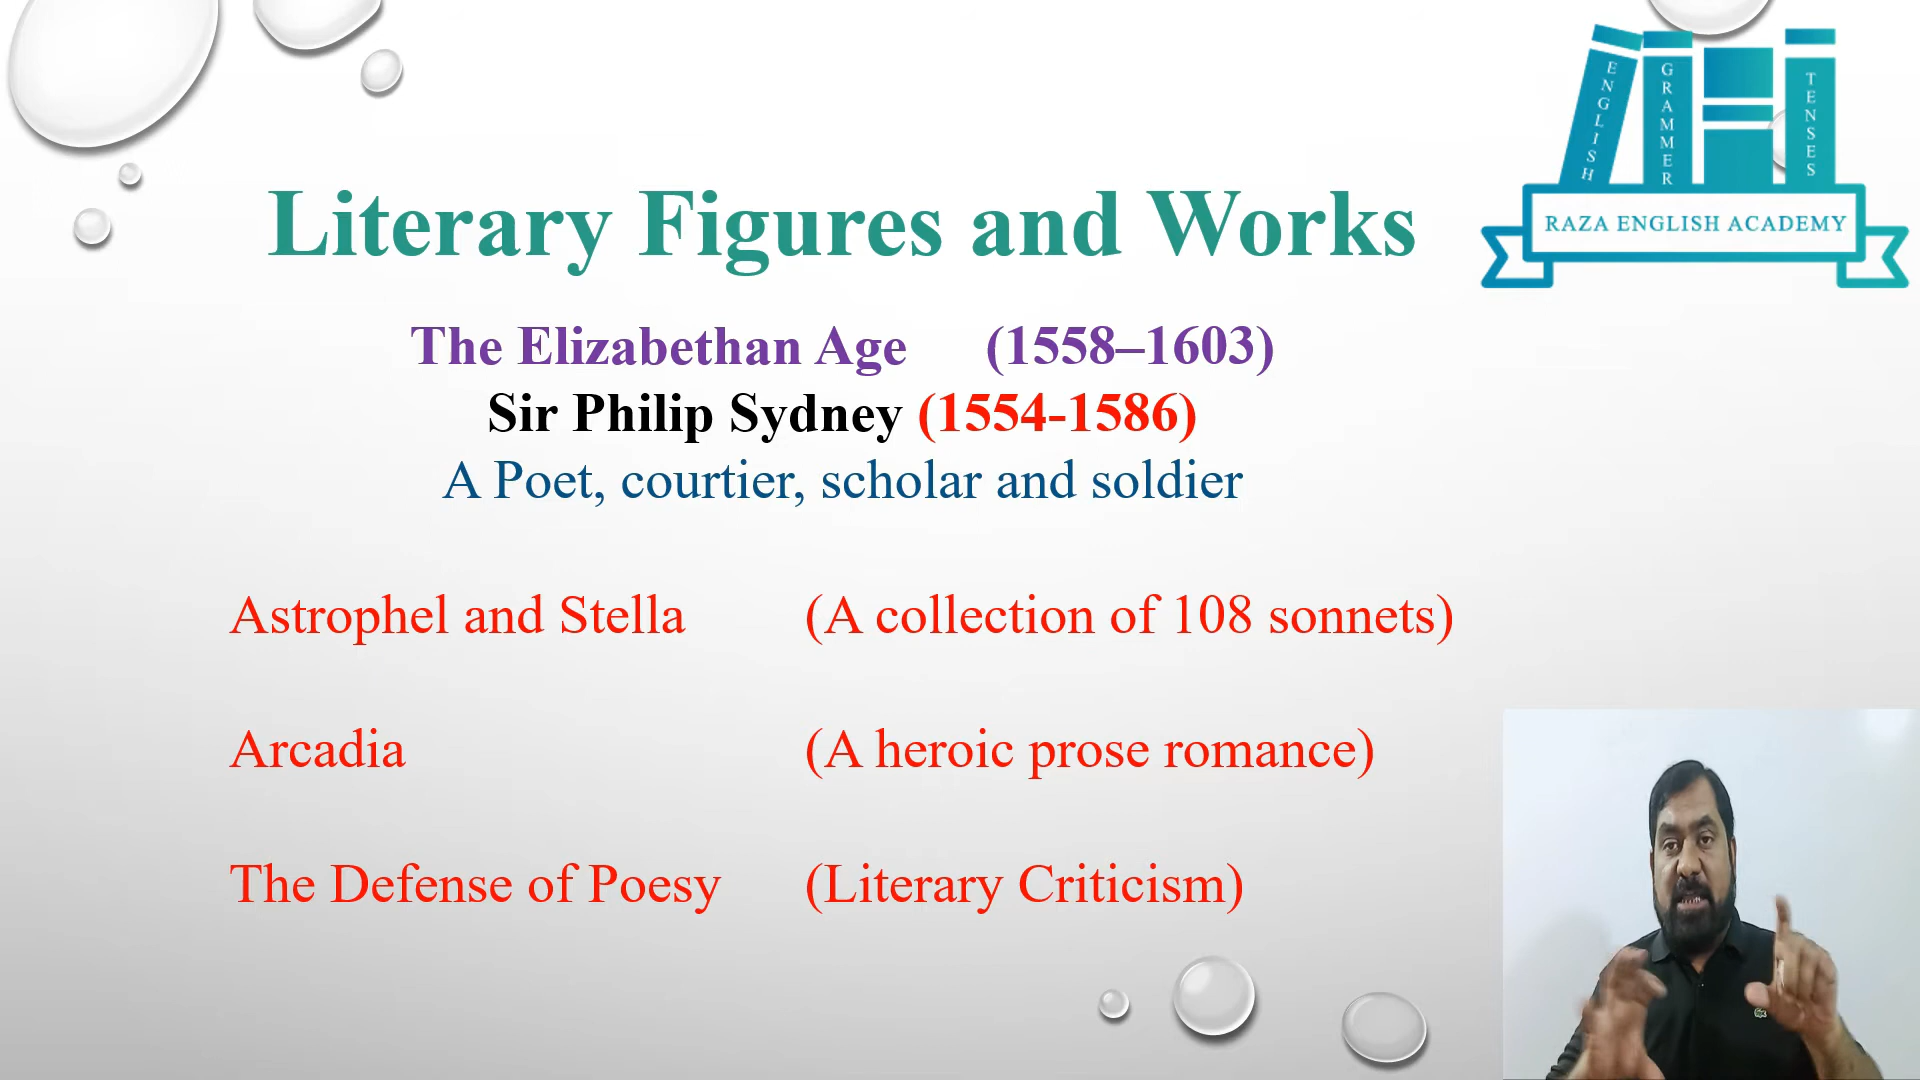 ENGLISH
GRAMMER
TENSES
RAZA ENGLISH ACADEMY
Literary Figures and Works
The Elizabethan Age (1558–1603)
Sir Philip Sydney (1554-1586)
A Poet, courtier, scholar and soldier
Astrophel and Stella (A collection of 108 sonnets)
Arcadia (A heroic prose romance)
The Defense of Poesy (Literary Criticism)